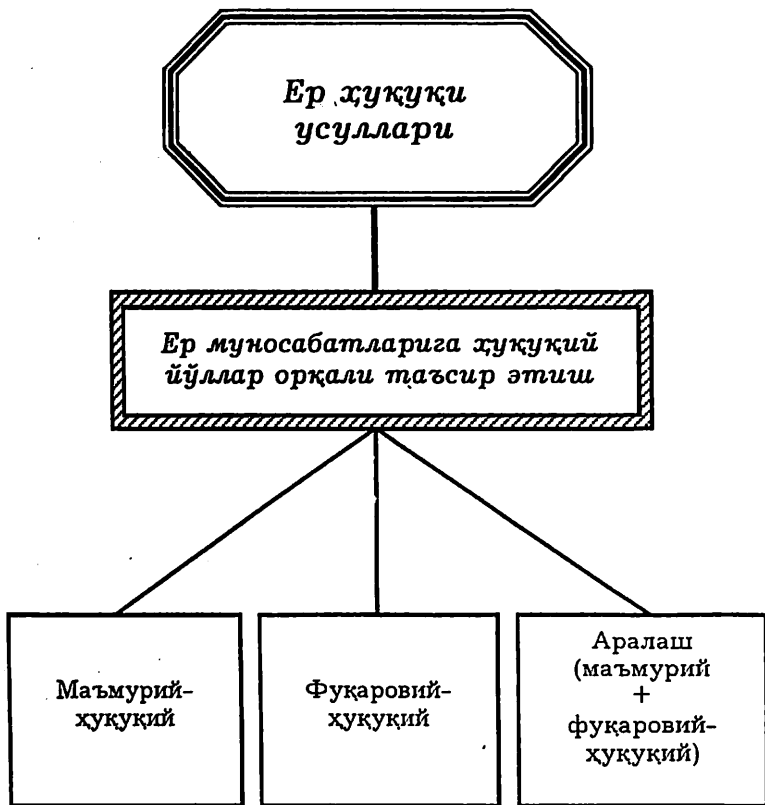 Ер ҳуқуқи
усуллари
Ер муносабатларига ҳуқуқий
йўллар орқали таъсир этиш
Маъмурий-
ҳуқуқий
Фуқаровий-
ҳуқуқий
Аралаш
(маъмурий
+
фуқаровий-
ҳуқуқий)